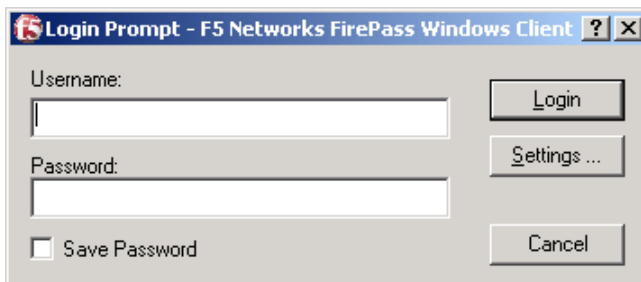 f5 Login Prompt - F5 Networks FirePass Windows Client ? X
Username:
Login
Settings ...
Password:
Save Password
Cancel